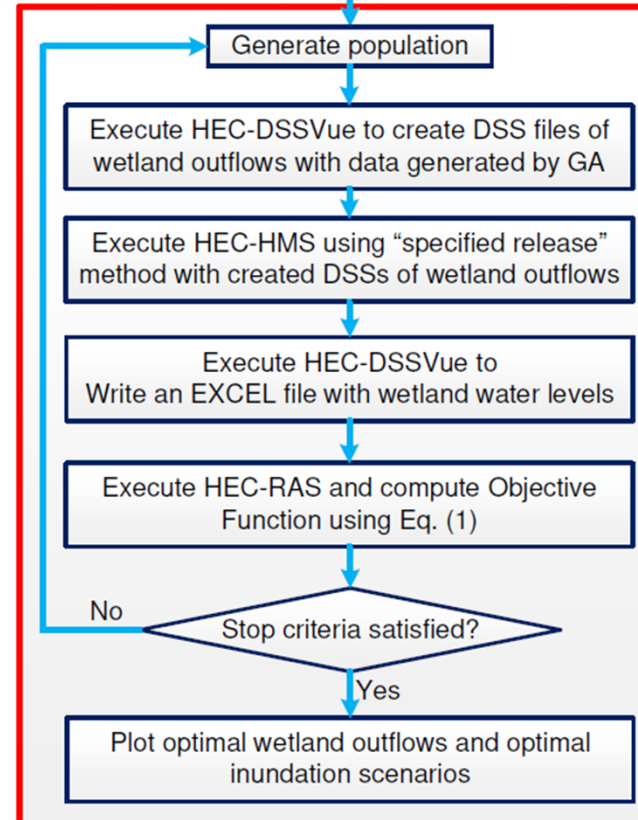 Generate population
Execute HEC-DSSVue to create DSS files of
wetland outflows with data generated by GA
Execute HEC-HMS using “specified release”
method with created DSSs of wetland outflows
Execute HEC-DSSVue to
Write an EXCEL file with wetland water levels
Execute HEC-RAS and compute Objective
Function using Eq. (1)
No
Stop criteria satisfied?
Yes
Plot optimal wetland outflows and optimal
inundation scenarios